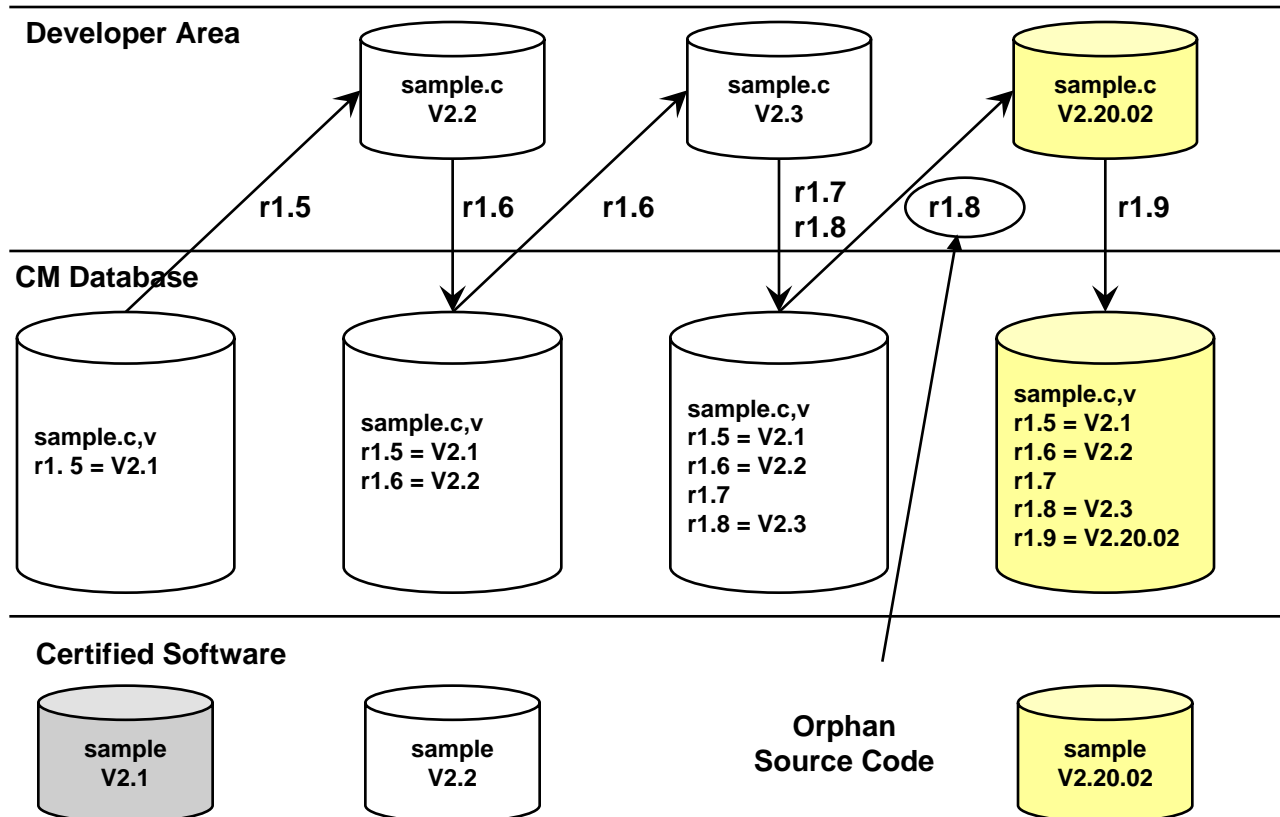 Developer Area
sample.c
V2.2
sample.c
V2.3
sample.c
V2.20.02
r1.5
r1.6
r1.6
r1.7
r1.8
r1.8
r1.9
CM Database
sample.c,v
r1. 5 = V2.1
sample.c,v
r1.5 = V2.1
r1.6 = V2.2
sample.c,v
r1.5 = V2.1
r1.6 = V2.2
r1.7
r1.8 = V2.3
sample.c,v
r1.5 = V2.1
r1.6 = V2.2
r1.7
r1.8 = V2.3
r1.9 = V2.20.02
Certified Software
sample
V2.1
sample
V2.2
Orphan
Source Code
sample
V2.20.02